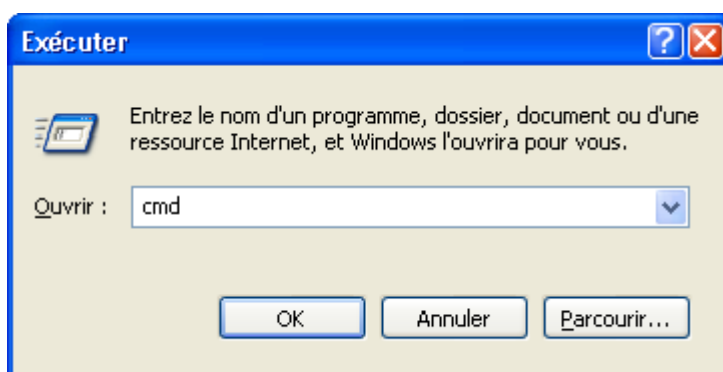 Exécuter
Entrez le nom d'un programme, dossier, document ou d'une
ressource Internet, et Windows l'ouvrira pour vous.
Ouvrir : cmd
OK Annuler Parcourir...